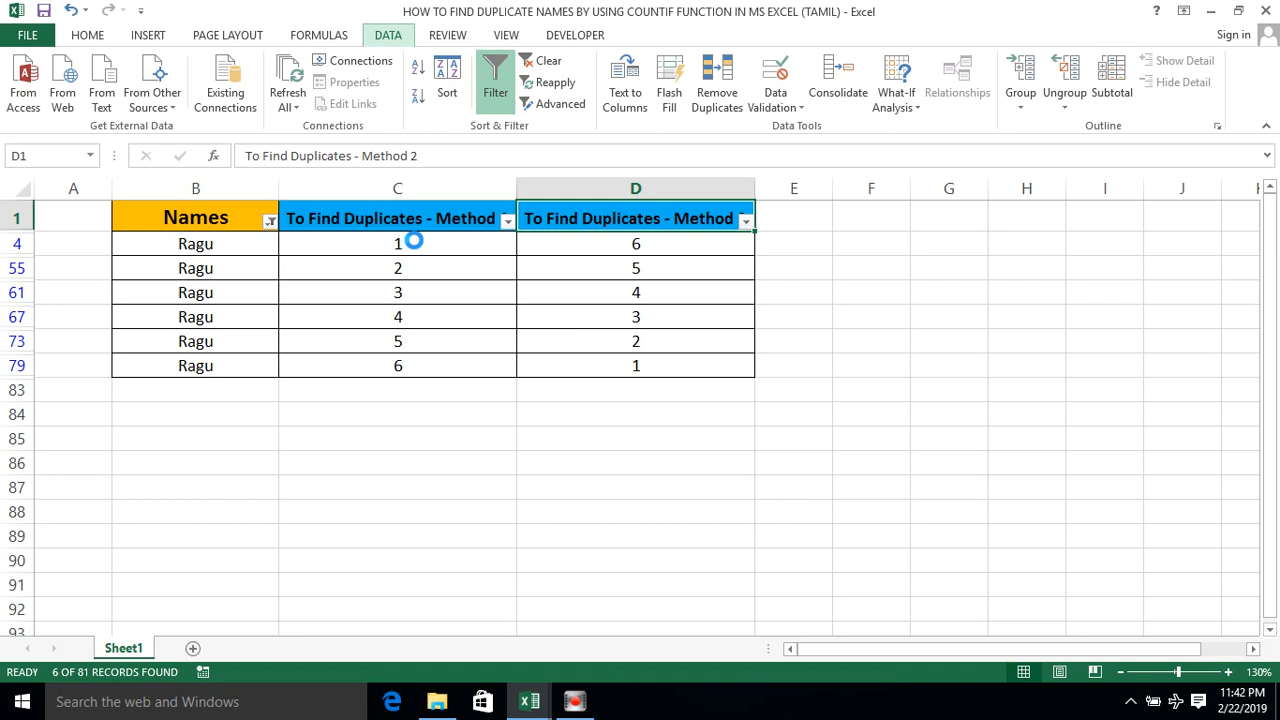 HOW TO FIND DUPLICATE NAMES BY USING COUNTIF FUNCTION IN MS EXCEL (TAMIL) - Excel
FILE HOME INSERT PAGE LAYOUT FORMULAS DATA REVIEW VIEW DEVELOPER Sign in
From Access
From Web
From Text
From Other Sources
Existing Connections
Get External Data
Refresh All
Connections
Properties
Edit Links
Connections
Sort
Filter
Clear
Reapply
Advanced
Sort & Filter
Text to Columns
Flash Fill
Remove Duplicates
Data Validation
Consolidate
What-If Analysis
Relationships
Data Tools
Group
Ungroup
Subtotal
Show Detail
Hide Detail
Outline
D1 fx To Find Duplicates - Method 2
A B C D E F G H I J K
1 Names To Find Duplicates - Method To Find Duplicates - Method
4 Ragu 1 6
55 Ragu 2 5
61 Ragu 3 4
67 Ragu 4 3
73 Ragu 5 2
79 Ragu 6 1
83
84
85
86
87
88
89
90
91
92
93
Sheet1
READY 6 OF 81 RECORDS FOUND 130%
Search the web and Windows
11:42 PM
2/22/2019